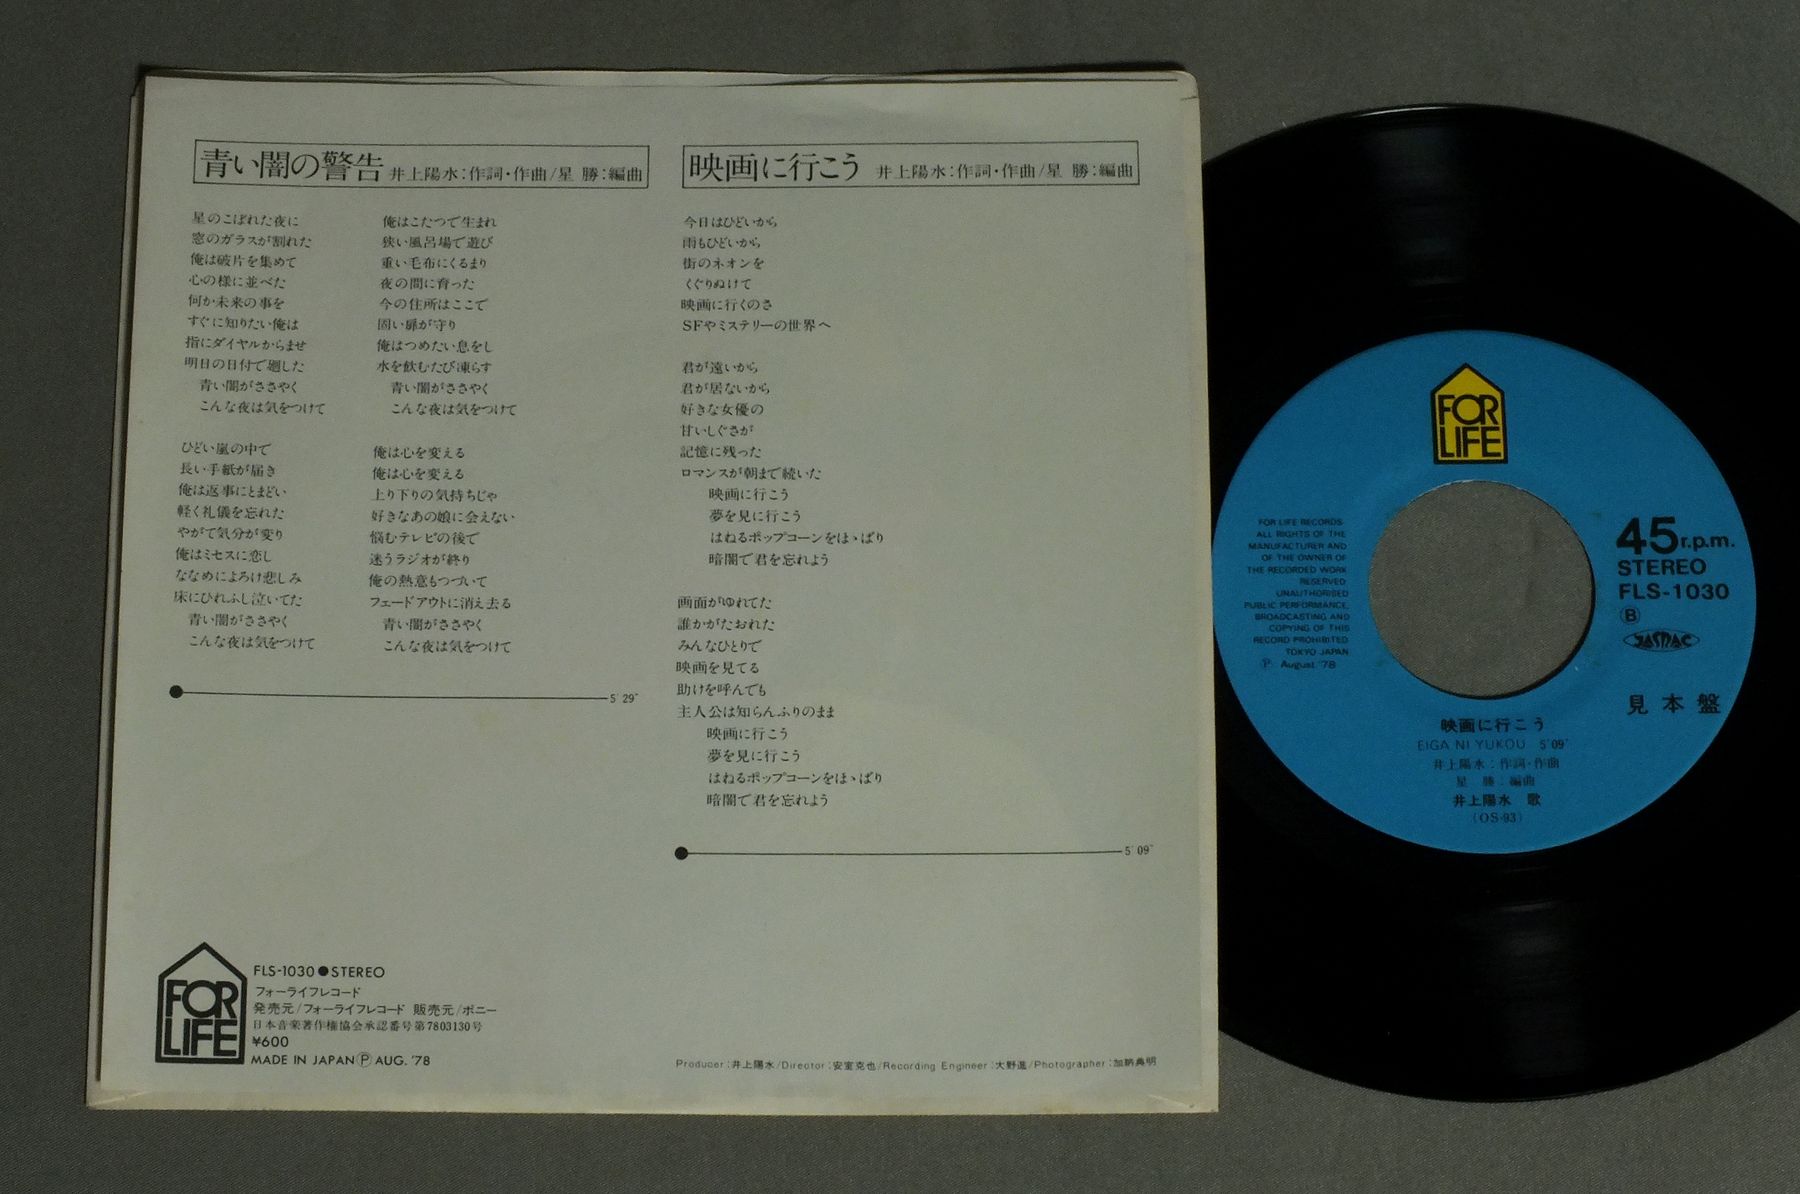 青い闇の警告 井上陽水:作詞・作曲/星 勝:編曲
星のこぼれた夜に
窓のガラスが割れた
俺は破片を集めて
心の様に並べた
何か未来の事を
すぐに知りたい俺は
指にダイヤルからませ
明日の日付で廻した
青い闇がささやく
こんな夜は気をつけて
ひどい嵐の中で
長い手紙が届き
俺は返事にとまどい
軽く礼儀を忘れた
やがて気分が変り
俺はミセスに恋し
ななめによろけ悲しみ
床にひれふし泣いてた
青い闇がささやく
こんな夜は気をつけて
俺はこたつで生まれ
狭い風呂場で遊び
重い毛布にくるまり
夜の間に育った
今の住所はここで
固い扉が守り
俺はつめたい息をし
水を飲むたび凍らす
青い闇がささやく
こんな夜は気をつけて
俺は心を変える
俺は心を変える
上り下りの気持ちじゃ
好きなあの娘に会えない
悩むテレビの後で
迷うラジオが終り
俺の熱意もつづいて
フェードアウトに消え去る
青い闇がささやく
こんな夜は気をつけて
5′29″
映画に行こう 井上陽水:作詞・作曲/星 勝:編曲
今日はひどいから
雨もひどいから
街のネオンを
くぐりぬけて
映画に行くのさ
SFやミステリーの世界へ
君が遠いから
君が居ないから
好きな女優の
甘いしぐさが
記憶に残った
ロマンスが朝まで続いた
映画に行こう
夢を見に行こう
はねるポップコーンをほゝばり
暗闇で君を忘れよう
画面がゆれてた
誰かがたおれた
みんなひとりで
映画を見てる
助けを呼んでも
主人公は知らんふりのまま
映画に行こう
夢を見に行こう
はねるポップコーンをほゝばり
暗闇で君を忘れよう
5′09″
FOR
LIFE
FLS-1030●STEREO
フォーライフレコード
発売元/フォーライフレコード 販売元/ポニー
日本音楽著作権協会承認番号第7803130号
¥600
MADE IN JAPAN Ⓟ AUG. '78
Producer:井上陽水/Director:安室克也/Recording Engineer:大野進/Photographer:加納典明
FOR
LIFE
FOR LIFE RECORDS
ALL RIGHTS OF THE
MANUFACTURER AND
OF THE OWNER OF
THE RECORDED WORK
RESERVED
UNAUTHORISED
PUBLIC PERFORMANCE,
BROADCASTING AND
COPYING OF THIS
RECORD PROHIBITED
TOKYO JAPAN
Ⓟ August.'78
45r.p.m.
STEREO
FLS-1030
Ⓑ
JASRAC
見本盤
映画に行こう
EIGA NI YUKOU 5′09″
井上陽水:作詞・作曲
星 勝:編曲
井上陽水 歌
(OS-93)